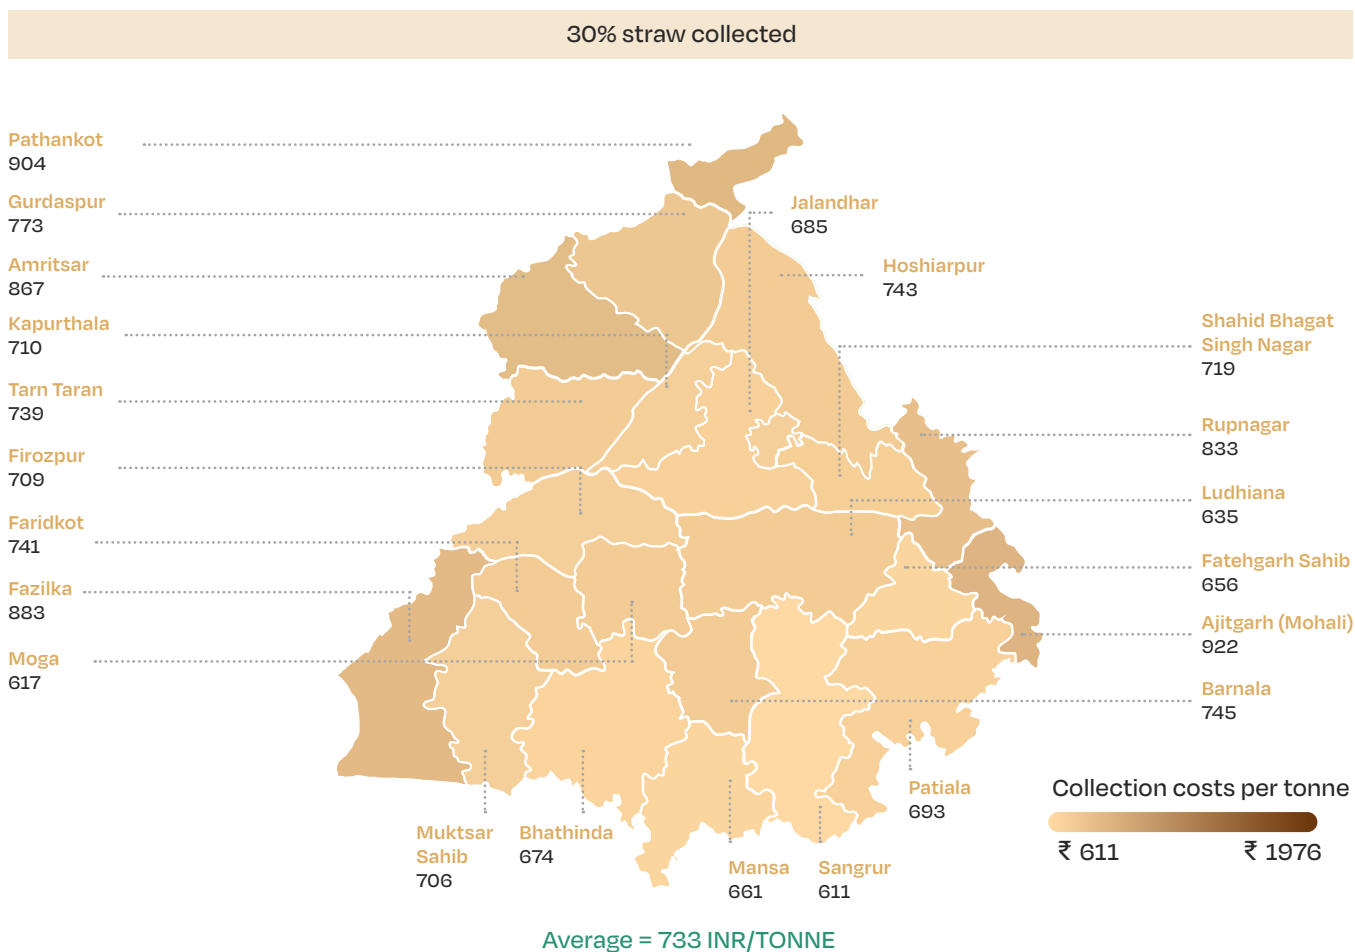 30% straw collected
Pathankot
904
Gurdaspur
773
Amritsar
867
Kapurthala
710
Tarn Taran
739
Firozpur
709
Faridkot
741
Fazilka
883
Moga
617
Jalandhar
685
Hoshiarpur
743
Shahid Bhagat
Singh Nagar
719
Rupnagar
833
Ludhiana
635
Fatehgarh Sahib
656
Ajitgarh (Mohali)
922
Barnala
745
Patiala
693
Muktsar
Sahib
706
Bhathinda
674
Mansa
661
Sangrur
611
Collection costs per tonne
₹ 611
₹ 1976
Average = 733 INR/TONNE